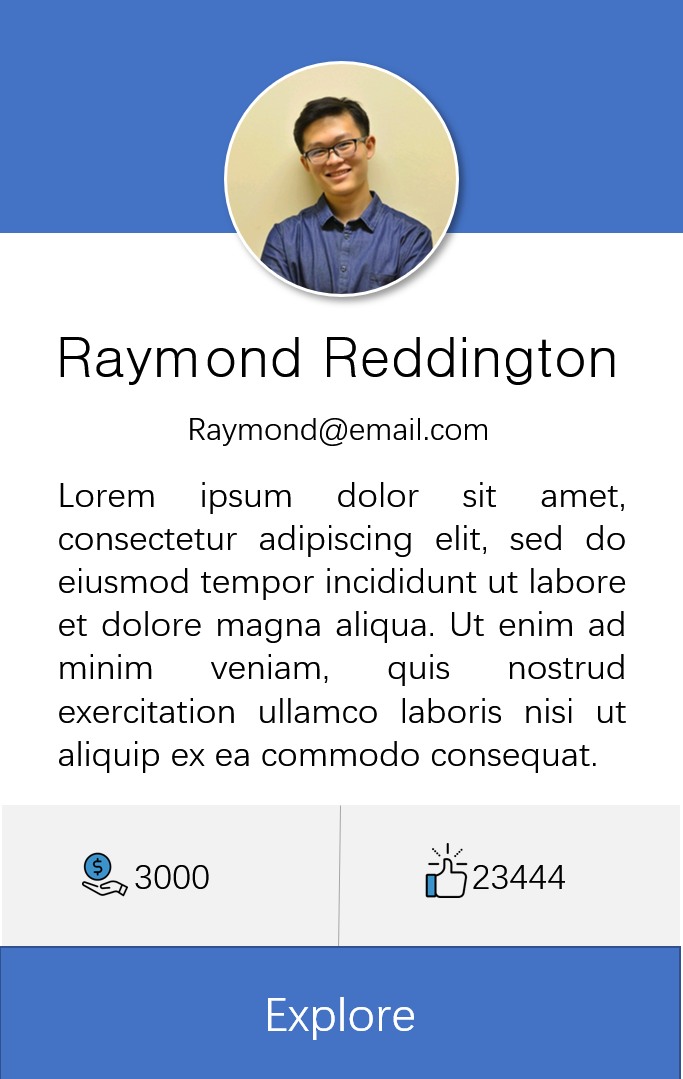 Raymond Reddington
Raymond@email.com
Lorem ipsum dolor sit amet,
consectetur adipiscing elit, sed do
eiusmod tempor incididunt ut labore
et dolore magna aliqua. Ut enim ad
minim veniam, quis nostrud
exercitation ullamco laboris nisi ut
aliquip ex ea commodo consequat.
$ 3000
23444
Explore